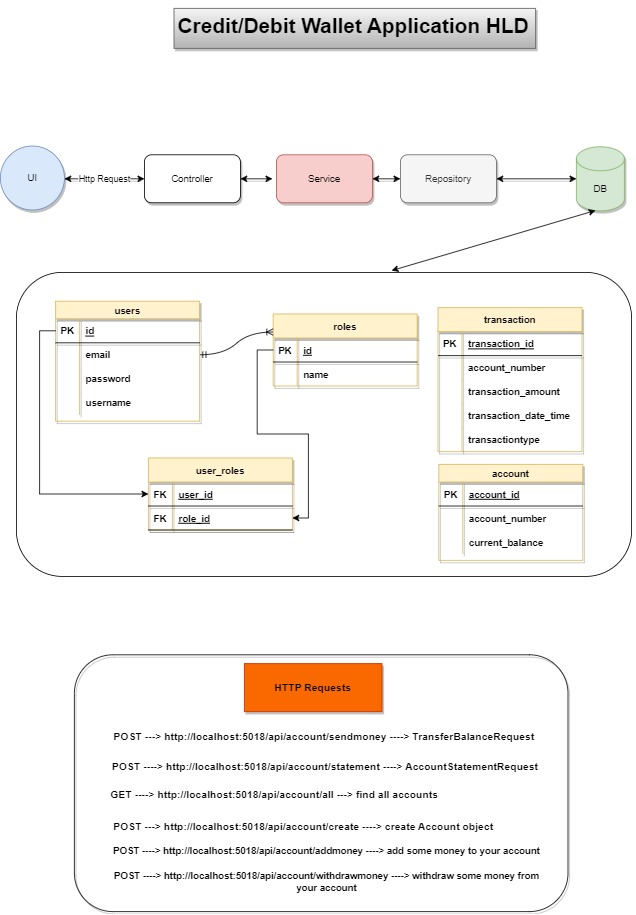 Credit/Debit Wallet Application HLD
UI
Http Request
Controller
Service
Repository
DB
users
PK id
email
password
username
roles
PK id
name
transaction
PK transaction_id
account_number
transaction_amount
transaction_date_time
transactiontype
user_roles
FK user_id
FK role_id
account
PK account_id
account_number
current_balance
HTTP Requests
POST ---> http://localhost:5018/api/account/sendmoney ----> TransferBalanceRequest
POST ----> http://localhost:5018/api/account/statement ----> AccountStatementRequest
GET ----> http://localhost:5018/api/account/all ---> find all accounts
POST ---> http://localhost:5018/api/account/create ----> create Account object
POST ----> http://localhost:5018/api/account/addmoney ----> add some money to your account
POST ----> http://localhost:5018/api/account/withdrawmoney ----> withdraw some money from
your account